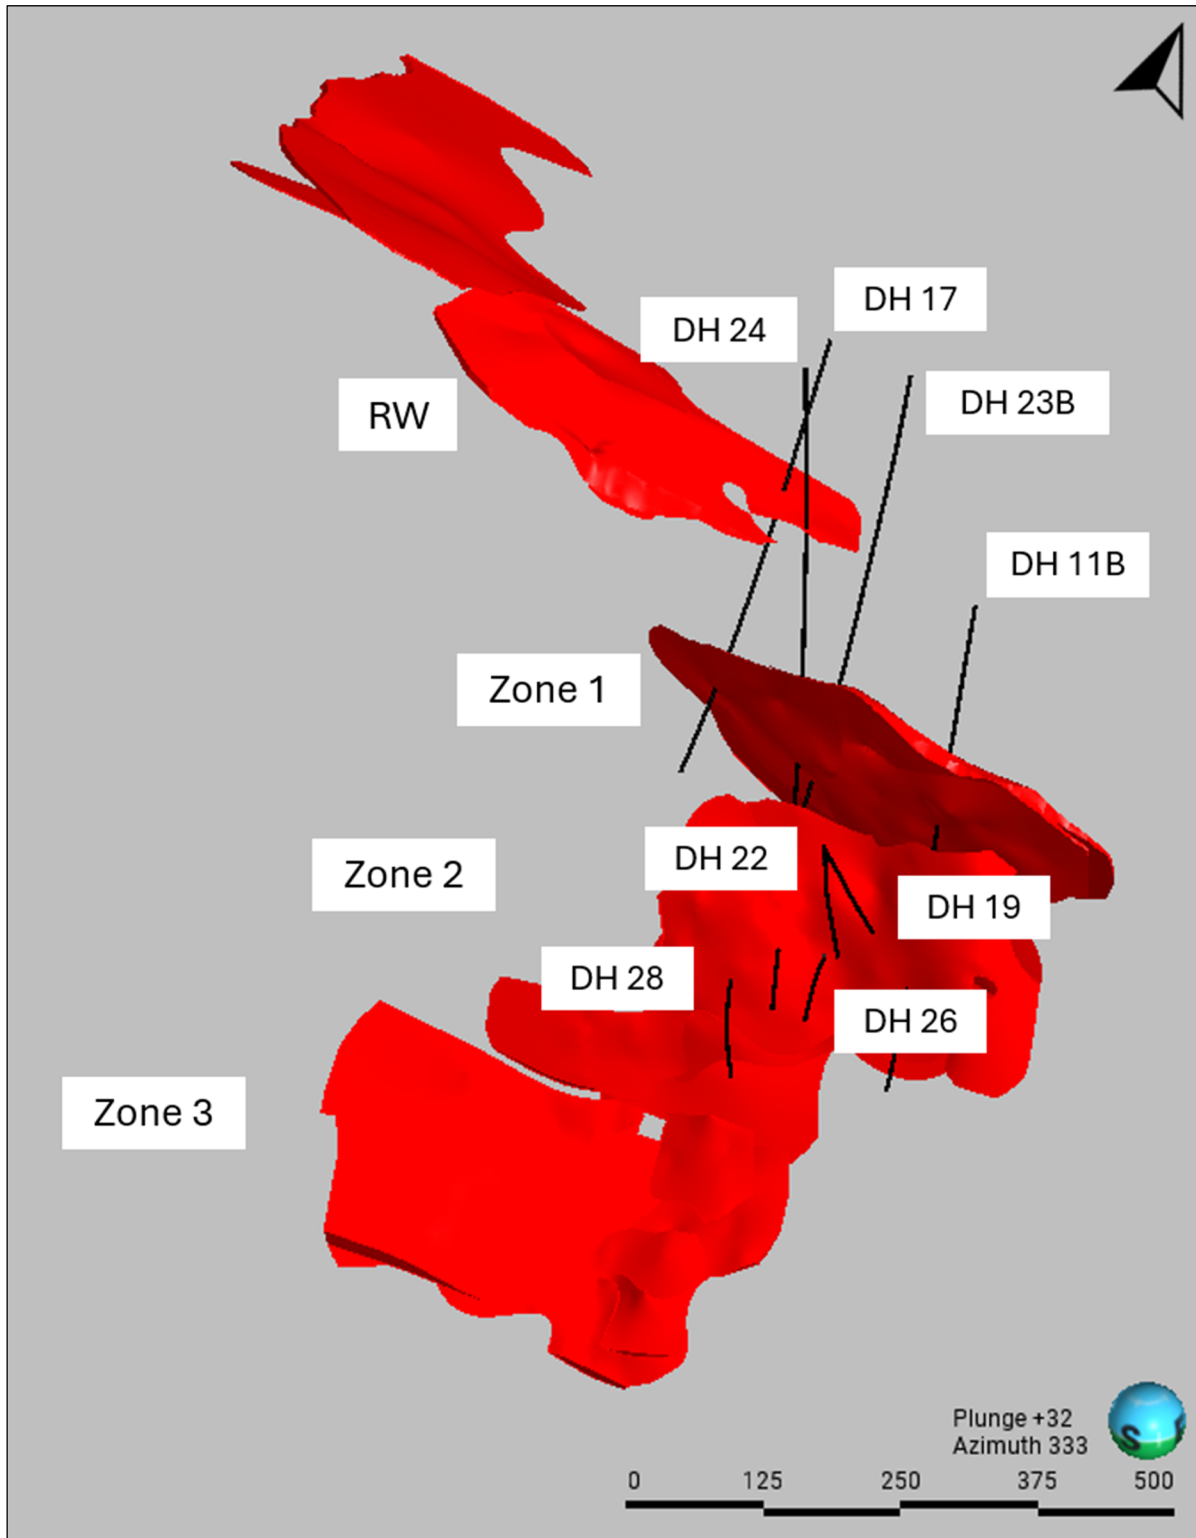 DH 17
DH 24
DH 23B
RW
DH 11B
Zone 1
DH 22
Zone 2
DH 19
DH 28
DH 26
Zone 3
Plunge +32
Azimuth 333
S
0 125 250 375 500